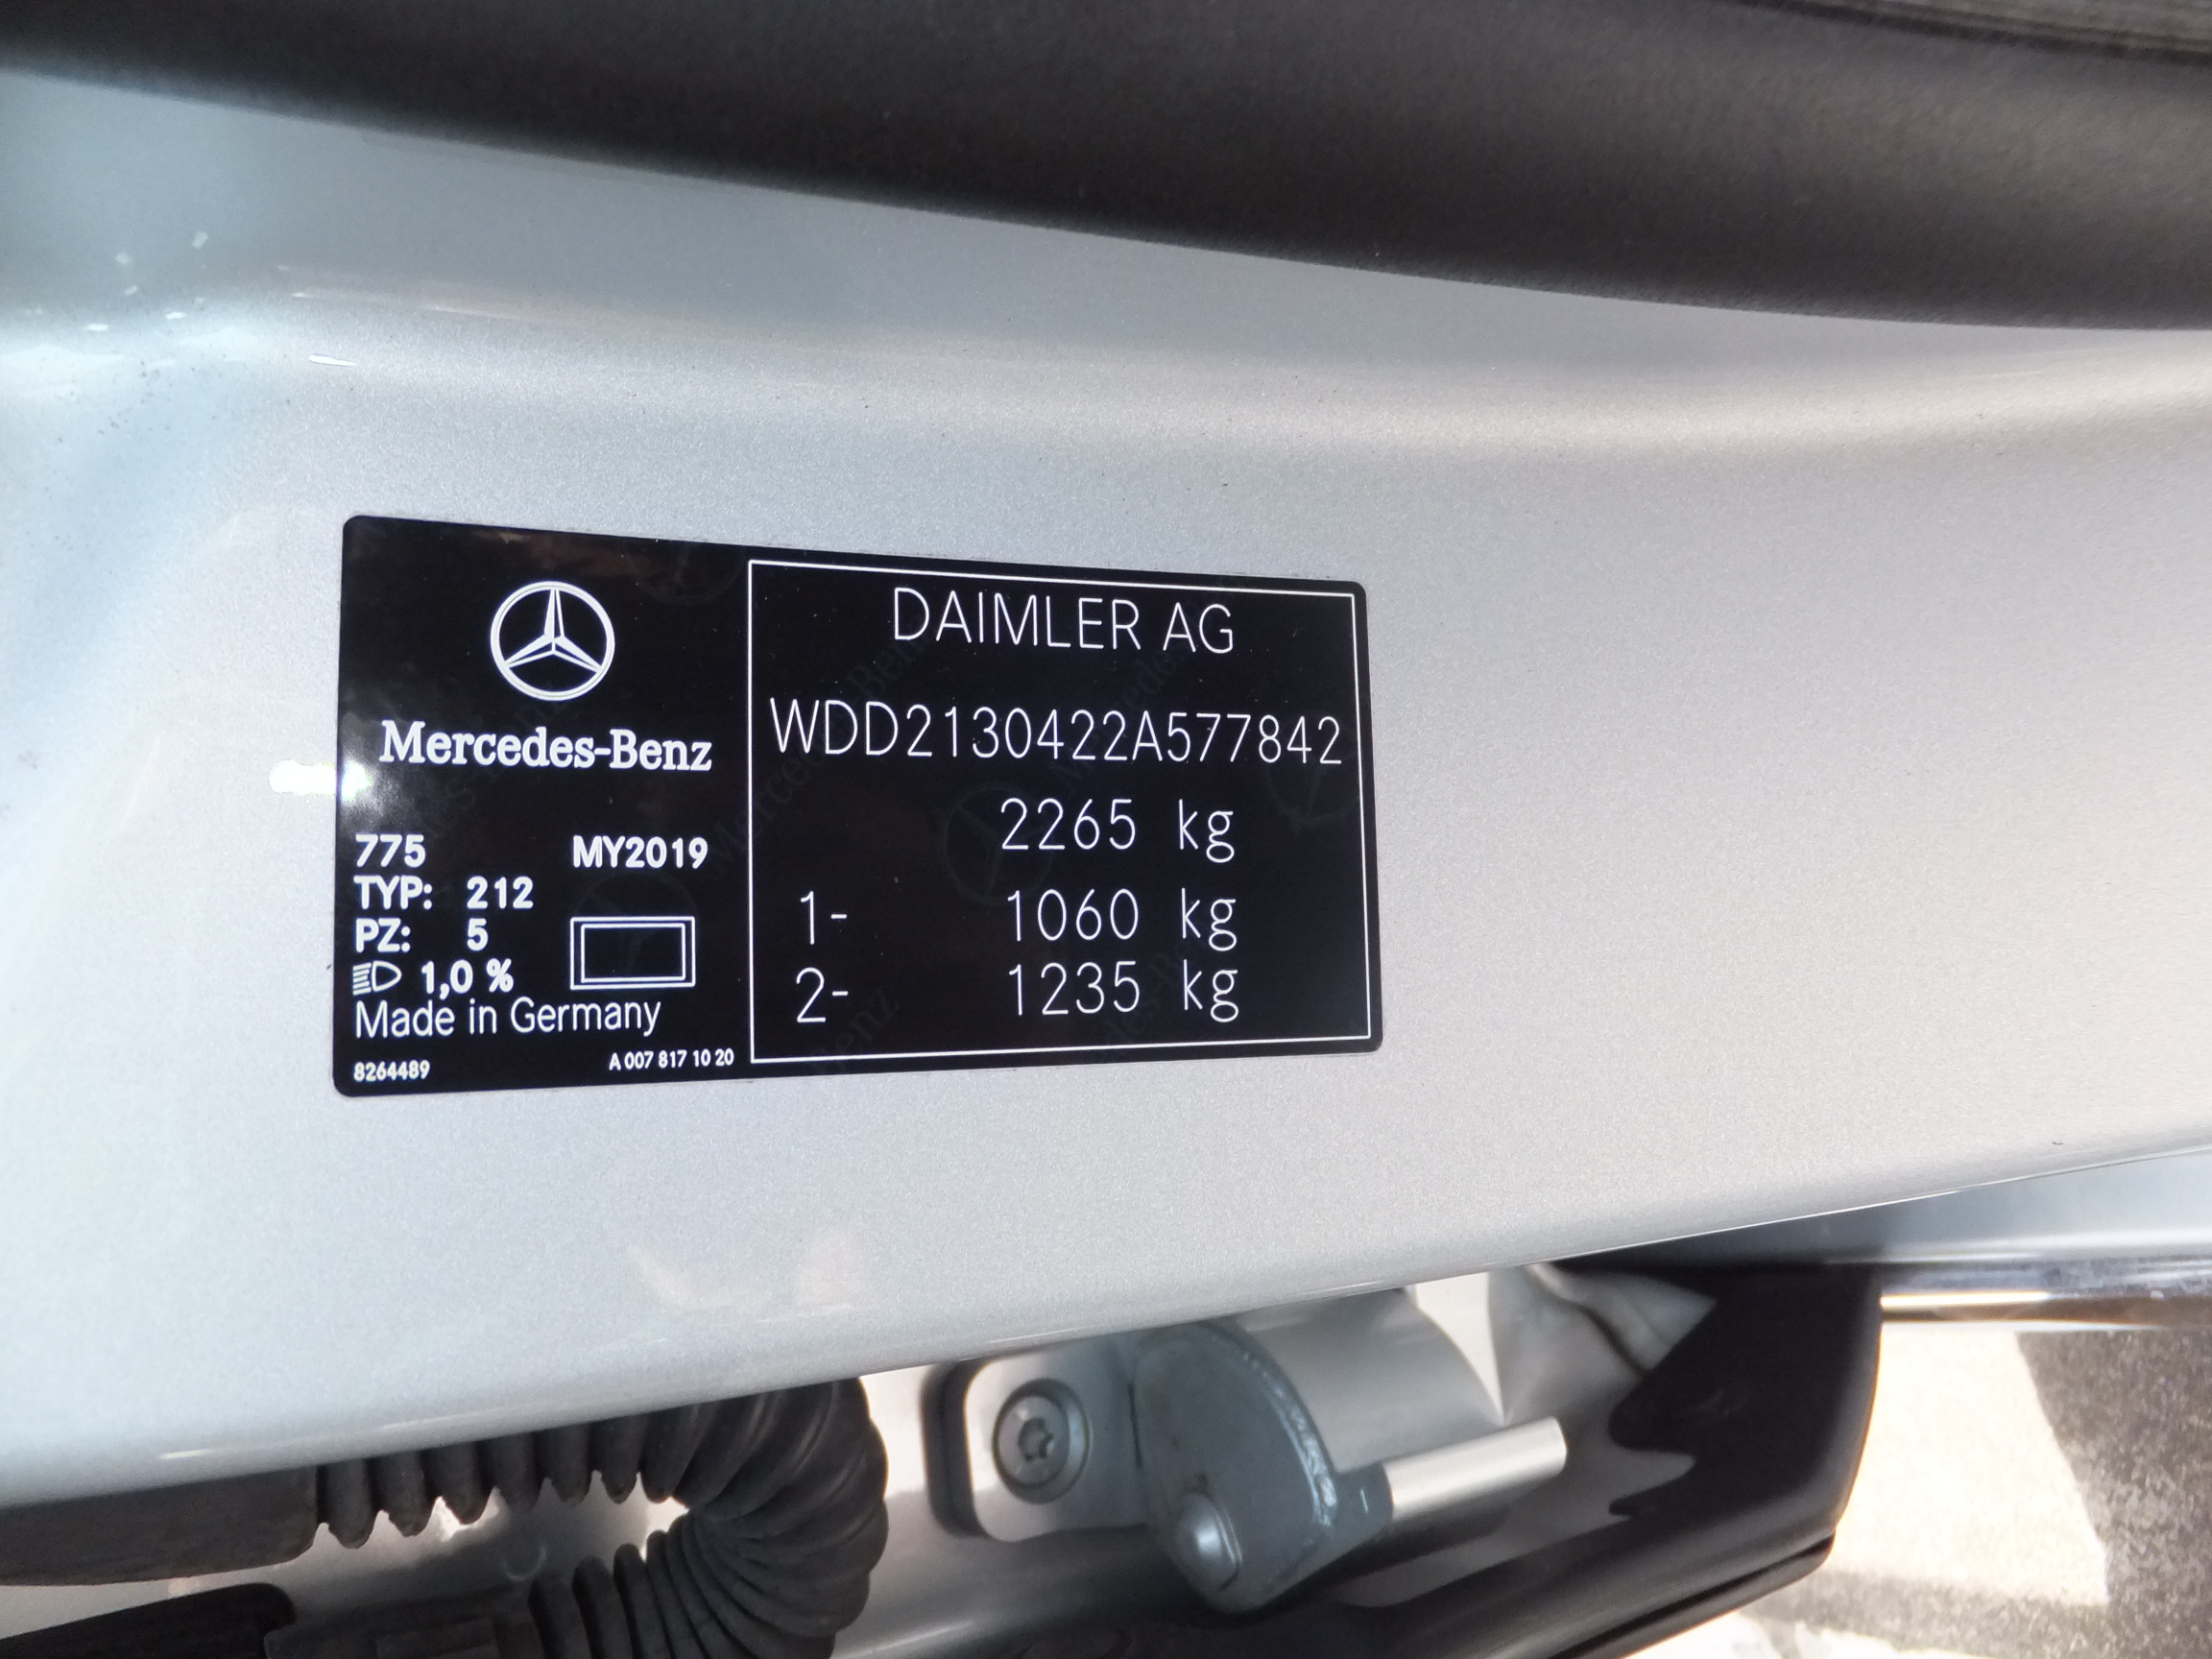 Mercedes-Benz
775 MY2019
TYP: 212
PZ: 5
1,0 %
Made in Germany
8264489 A 007 817 10 20
DAIMLER AG
WDD2130422A577842
2265 kg
1- 1060 kg
2- 1235 kg